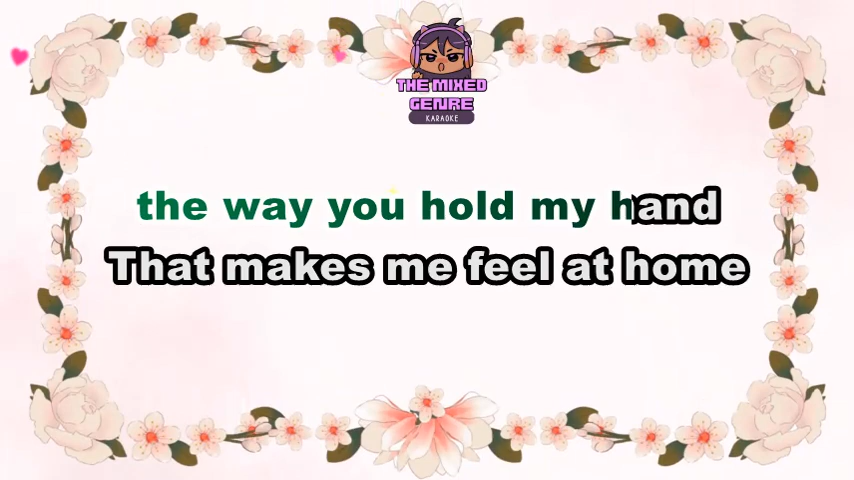 THE MIXED
GENRE
KARAOKE
the way you hold my hand
That makes me feel at home